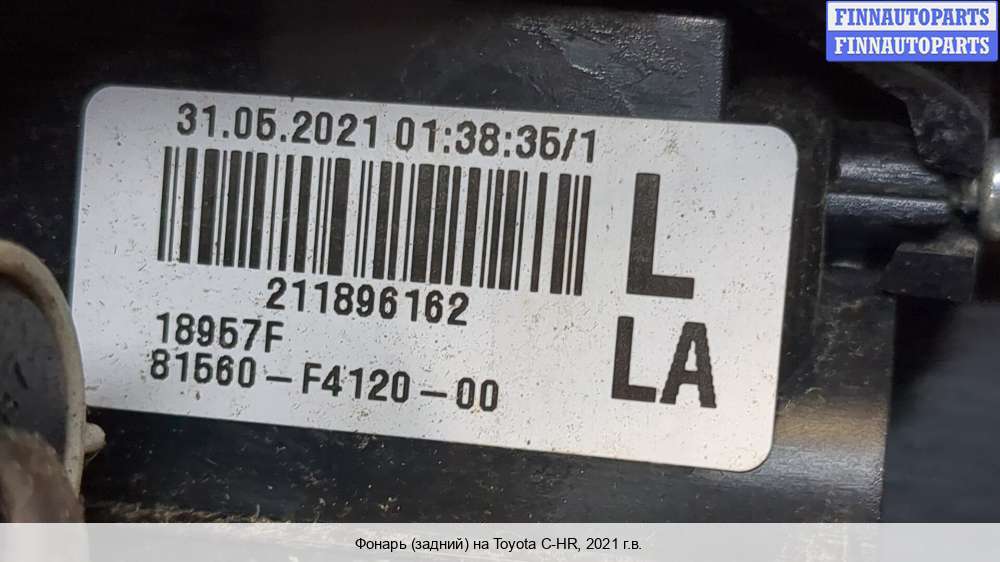 FINNAUTOPARTS
FINNAUTOPARTS
31.05.2021 01:38:35/1
L
211896162
18957F
LA
81560-F4120-00
Фонарь (задний) на Toyota C-HR, 2021 г.в.